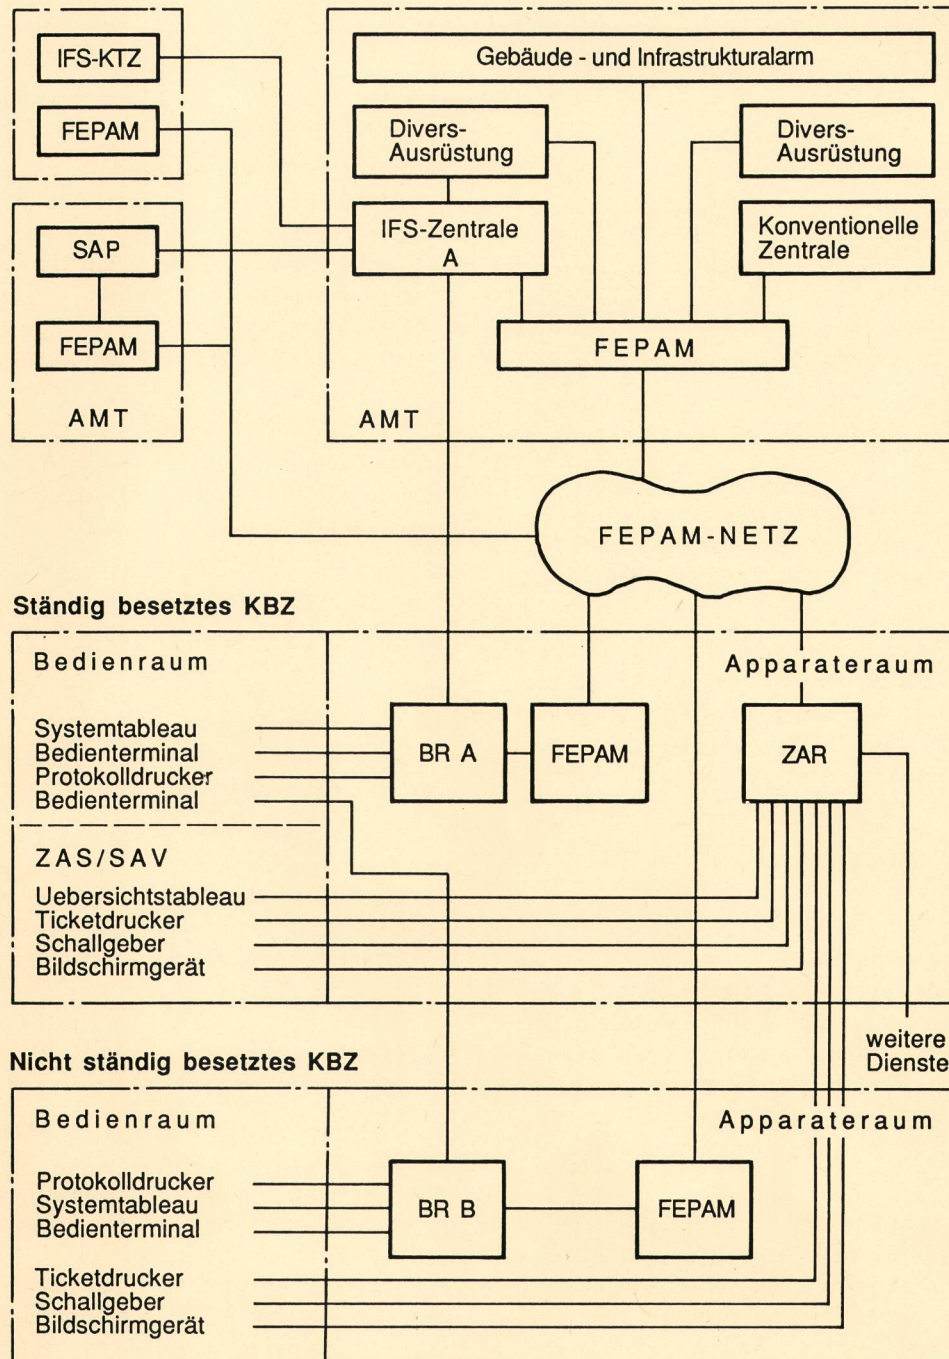 IFS-KTZ
FEPAM
SAP
FEPAM
AMT
Gebäude - und Infrastrukturalarm
Divers-
Ausrüstung
Divers-
Ausrüstung
IFS-Zentrale
A
Konventionelle
Zentrale
FEPAM
AMT
FEPAM-NETZ
Ständig besetztes KBZ
Bedienraum
Apparateraum
Systemtableau
Bedienterminal
Protokolldrucker
Bedienterminal
BR A
FEPAM
ZAR
ZAS/SAV
Uebersichtstableau
Ticketdrucker
Schallgeber
Bildschirmgerät
weitere
Dienste
Nicht ständig besetztes KBZ
Bedienraum
Apparateraum
Protokolldrucker
Systemtableau
Bedienterminal
BR B
FEPAM
Ticketdrucker
Schallgeber
Bildschirmgerät